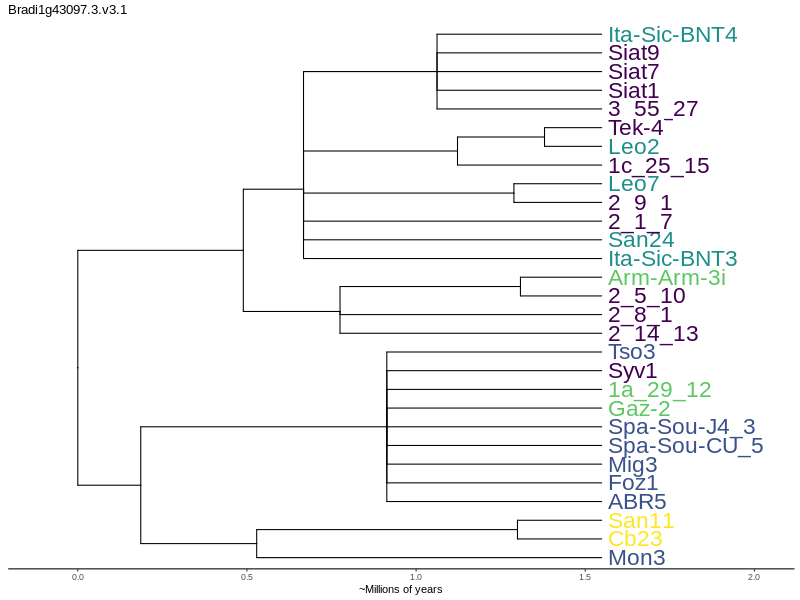 Bradi1g43097.3.v3.1
Ita-Sic-BNT4
Siat9
Siat7
Siat1
3_55_27
Tek-4
Leo2
1c_25_15
Leo7
2_9_1
2_1_7
San24
Ita-Sic-BNT3
Arm-Arm-3i
2_5_10
2_8_1
2_14_13
Tso3
Syv1
1a_29_12
Gaz-2
Spa-Sou-J4_3
Spa-Sou-CU_5
Mig3
Foz1
ABR5
San11
Cb23
Mon3
0.0 0.5 1.0 1.5 2.0
~Millions of years